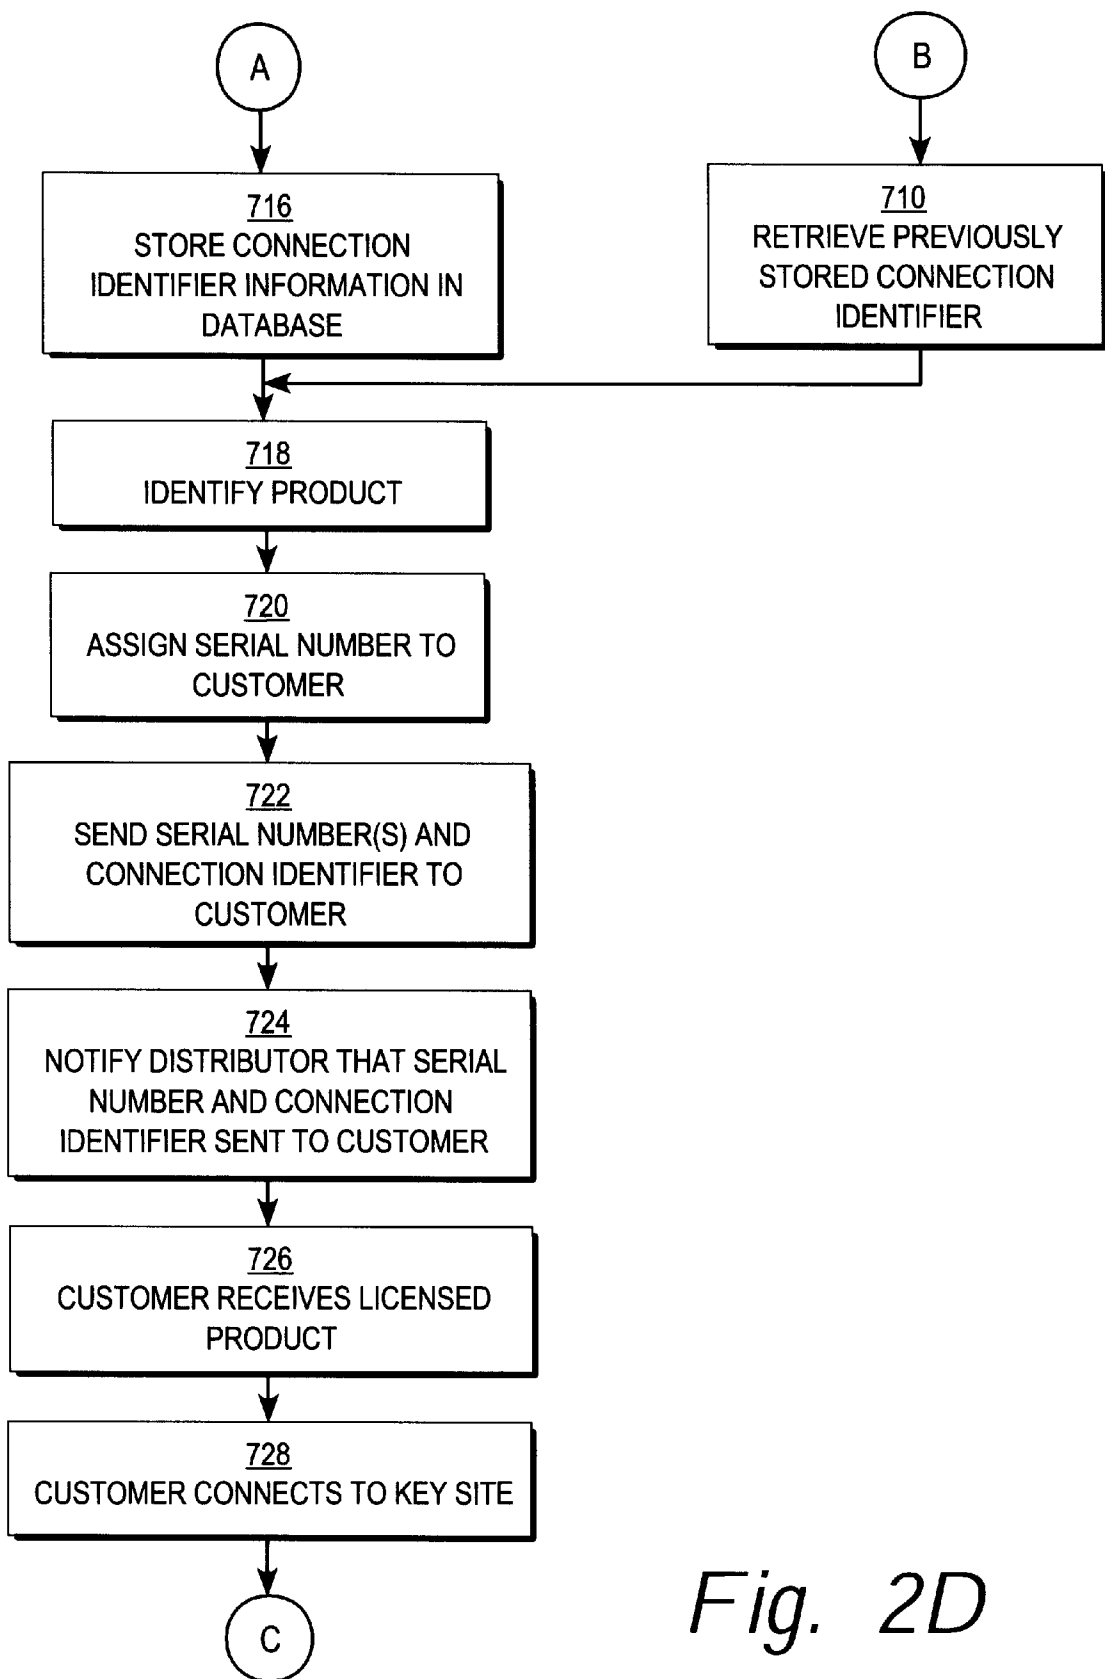 A
B
716
STORE CONNECTION
IDENTIFIER INFORMATION IN
DATABASE
710
RETRIEVE PREVIOUSLY
STORED CONNECTION
IDENTIFIER
718
IDENTIFY PRODUCT
720
ASSIGN SERIAL NUMBER TO
CUSTOMER
722
SEND SERIAL NUMBER(S) AND
CONNECTION IDENTIFIER TO
CUSTOMER
724
NOTIFY DISTRIBUTOR THAT SERIAL
NUMBER AND CONNECTION
IDENTIFIER SENT TO CUSTOMER
726
CUSTOMER RECEIVES LICENSED
PRODUCT
728
CUSTOMER CONNECTS TO KEY SITE
C
Fig. 2D